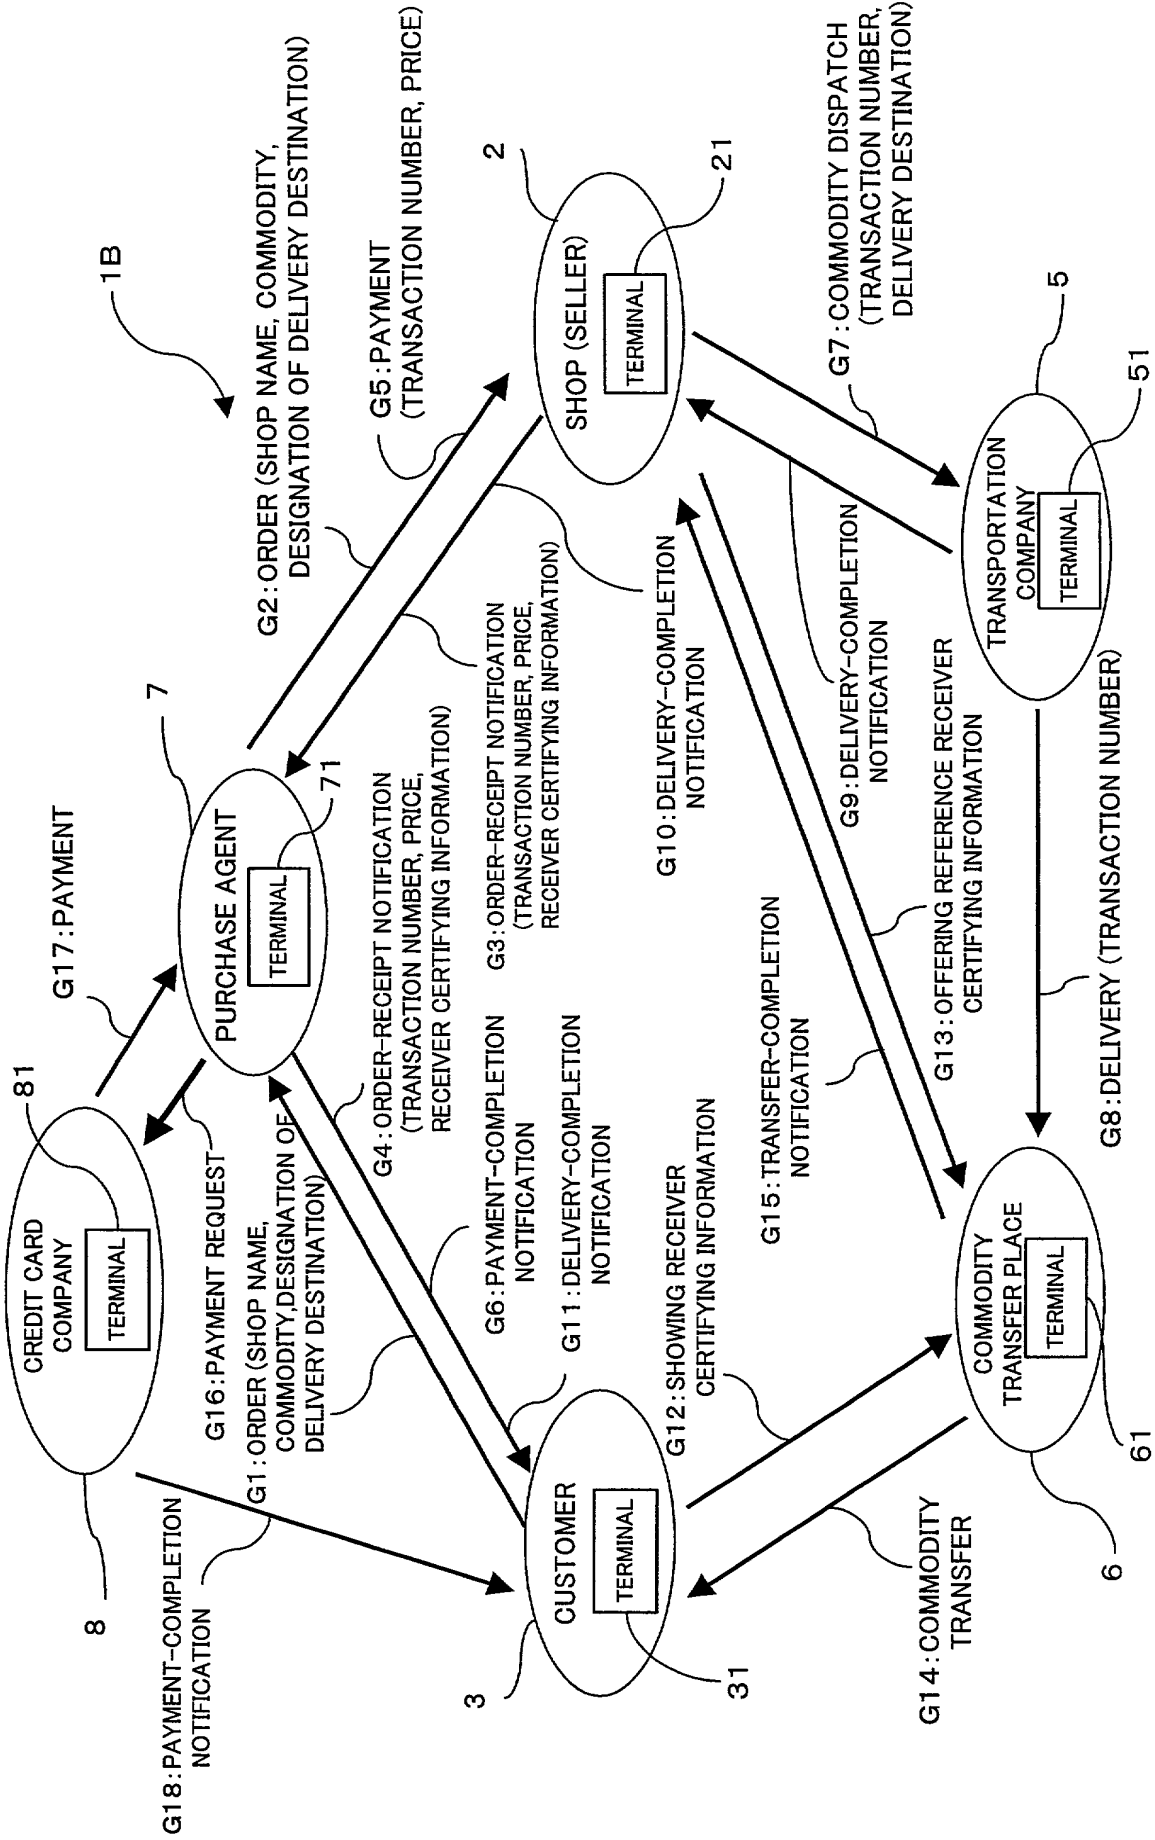 1B
G17:PAYMENT
G2:ORDER (SHOP NAME, COMMODITY,
DESIGNATION OF DELIVERY DESTINATION)
G5:PAYMENT
(TRANSACTION NUMBER, PRICE)
CREDIT CARD
COMPANY
TERMINAL
81
8
PURCHASE AGENT
TERMINAL
7
71
G18:PAYMENT-COMPLETION
NOTIFICATION
G16:PAYMENT REQUEST
G1:ORDER (SHOP NAME,
COMMODITY,DESIGNATION OF
DELIVERY DESTINATION)
G4:ORDER-RECEIPT NOTIFICATION
(TRANSACTION NUMBER, PRICE,
RECEIVER CERTIFYING INFORMATION)
G3:ORDER-RECEIPT NOTIFICATION
(TRANSACTION NUMBER, PRICE,
RECEIVER CERTIFYING INFORMATION)
G6:PAYMENT-COMPLETION
NOTIFICATION
G11:DELIVERY-COMPLETION
NOTIFICATION
G10:DELIVERY-COMPLETION
NOTIFICATION
CUSTOMER
TERMINAL
3
31
SHOP (SELLER)
TERMINAL
2
21
G12:SHOWING RECEIVER
CERTIFYING INFORMATION
G15:TRANSFER-COMPLETION
NOTIFICATION
G9:DELIVERY-COMPLETION
NOTIFICATION
G7:COMMODITY DISPATCH
(TRANSACTION NUMBER,
DELIVERY DESTINATION)
G13:OFFERING REFERENCE RECEIVER
CERTIFYING INFORMATION
G14:COMMODITY
TRANSFER
COMMODITY
TRANSFER PLACE
TERMINAL
6
61
TRANSPORTATION
COMPANY
TERMINAL
5
51
G8:DELIVERY (TRANSACTION NUMBER)